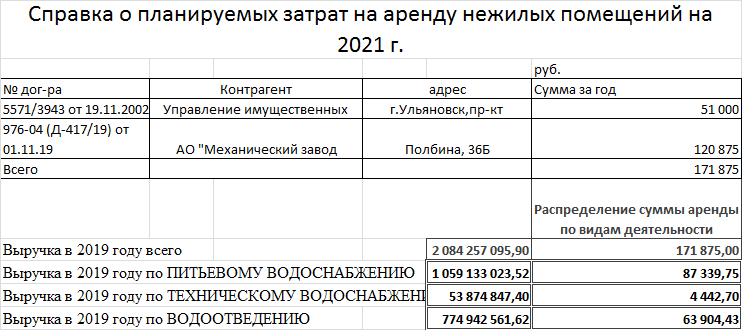 Справка о планируемых затрат на аренду нежилых помещений на
2021 г.
руб.
№ дог-ра Контрагент адрес Сумма за год
5571/3943 от 19.11.2002 Управление имущественных г.Ульяновск,пр-кт 51 000
976-04 (Д-417/19) от
01.11.19 АО "Механический завод Полбина, 36Б 120 875
Всего 171 875
Распределение суммы аренды
по видам деятельности
Выручка в 2019 году всего 2 084 257 095,90 171 875,00
Выручка в 2019 году по ПИТЬЕВОМУ ВОДОСНАБЖЕНИЮ 1 059 133 023,52 87 339,75
Выручка в 2019 году по ТЕХНИЧЕСКОМУ ВОДОСНАБЖЕНИ 53 874 847,40 4 442,70
Выручка в 2019 году по ВОДООТВЕДЕНИЮ 774 942 561,62 63 904,43